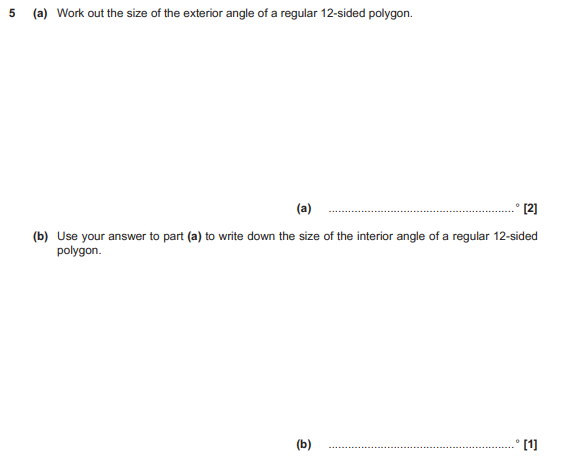 5 (a) Work out the size of the exterior angle of a regular 12-sided polygon.
(a) ........................................................° [2]
(b) Use your answer to part (a) to write down the size of the interior angle of a regular 12-sided
polygon.
(b) ........................................................° [1]